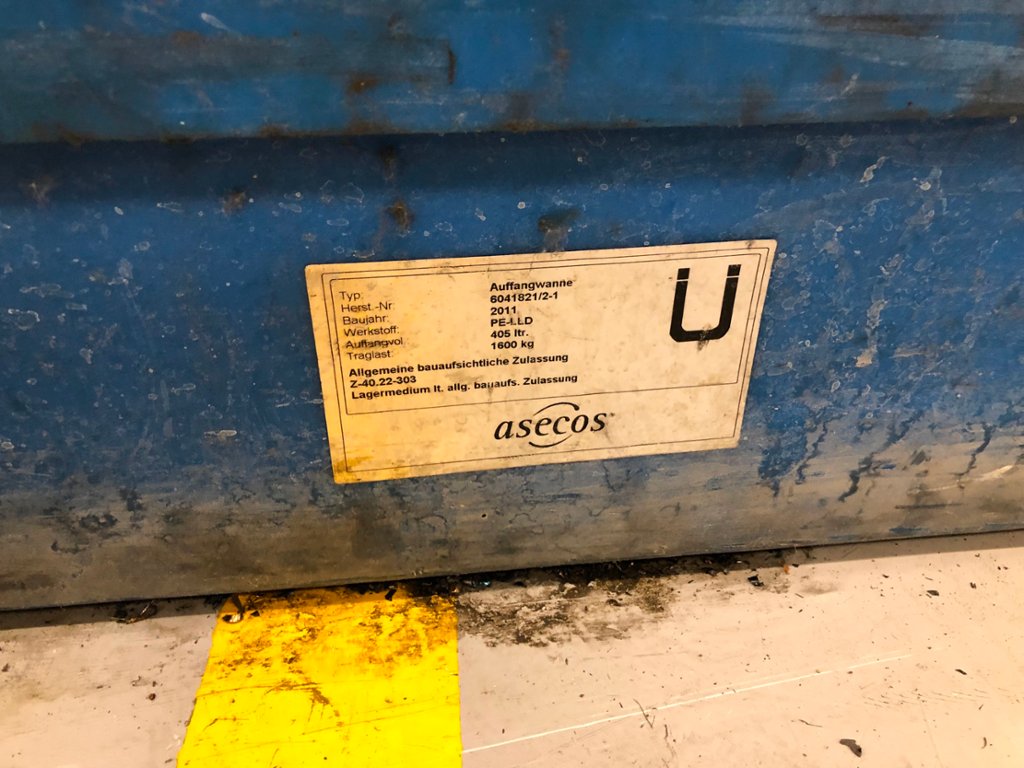 Typ: Auffangwanne
Herst.-Nr: 6041821/2-1
Baujahr: 2011
Werkstoff: PE-LLD
Auffangvol 405 ltr.
Traglast: 1600 kg
Allgemeine bauaufsichtliche Zulassung
Z-40.22-303
Lagermedium lt. allg. bauaufs. Zulassung
Ü
asecos